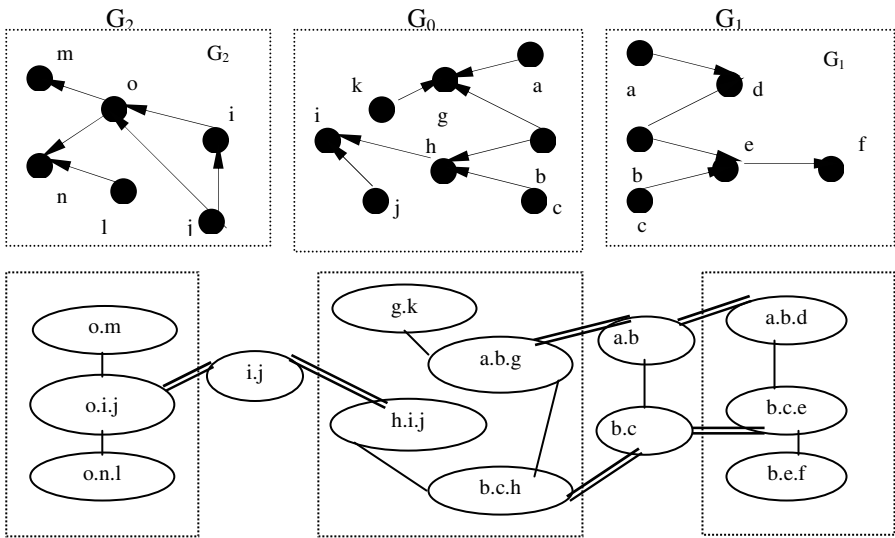 G₂
G₀
G₁
m
G₂
o
i
n
l
j
k
a
i
g
h
b
j
c
G₁
a
d
e
f
b
c
o.m
g.k
a.b
a.b.d
a.b.g
i.j
o.i.j
h.i.j
b.c
b.c.e
o.n.l
b.c.h
b.e.f